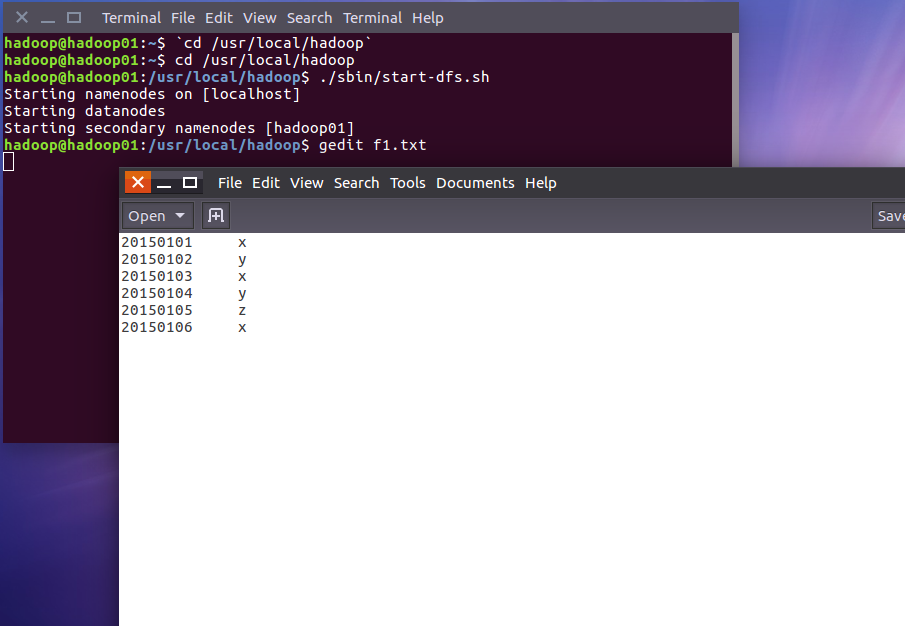 Terminal File Edit View Search Terminal Help
hadoop@hadoop01:~$ `cd /usr/local/hadoop`
hadoop@hadoop01:~$ cd /usr/local/hadoop
hadoop@hadoop01:/usr/local/hadoop$ ./sbin/start-dfs.sh
Starting namenodes on [localhost]
Starting datanodes
Starting secondary namenodes [hadoop01]
hadoop@hadoop01:/usr/local/hadoop$ gedit f1.txt
File Edit View Search Tools Documents Help
Open Save
20150101 x
20150102 y
20150103 x
20150104 y
20150105 z
20150106 x